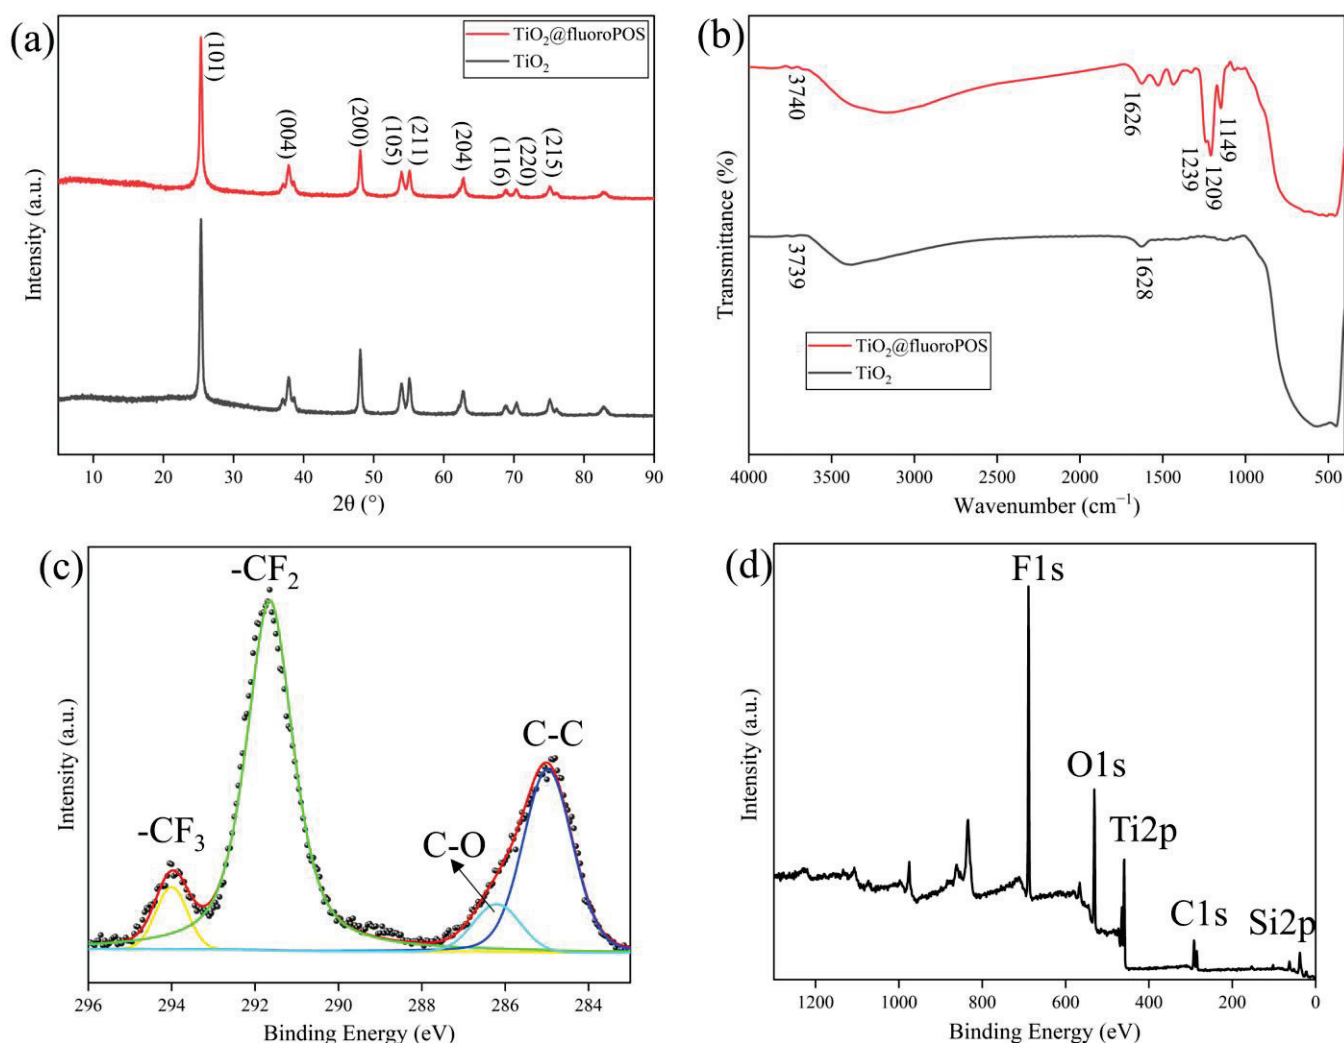 (a)
TiO₂@fluoroPOS
TiO₂
(101)
(004)
(200)
(105)
(211)
(204)
(116)
(220)
(215)
Intensity (a.u.)
10 20 30 40 50 60 70 80 90
2θ (°)
(b)
3740
1626
1239
1209
1149
3739
1628
TiO₂@fluoroPOS
TiO₂
Transmittance (%)
4000 3500 3000 2500 2000 1500 1000 500
Wavenumber (cm⁻¹)
(c)
-CF₂
-CF₃
C-O
C-C
Intensity (a.u.)
296 294 292 290 288 286 284
Binding Energy (eV)
(d)
F1s
O1s
Ti2p
C1s
Si2p
Intensity (a.u.)
1200 1000 800 600 400 200 0
Binding Energy (eV)